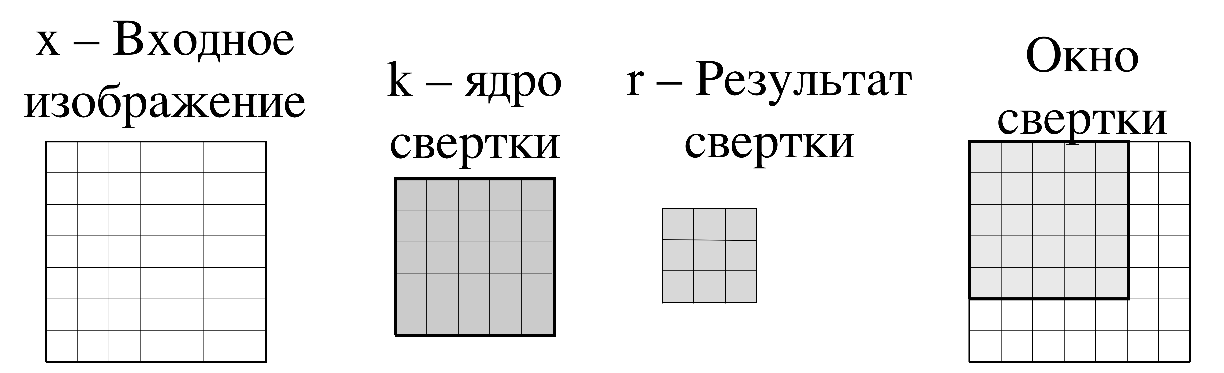 x – Входное
изображение
k – ядро
свертки
r – Результат
свертки
Окно
свертки